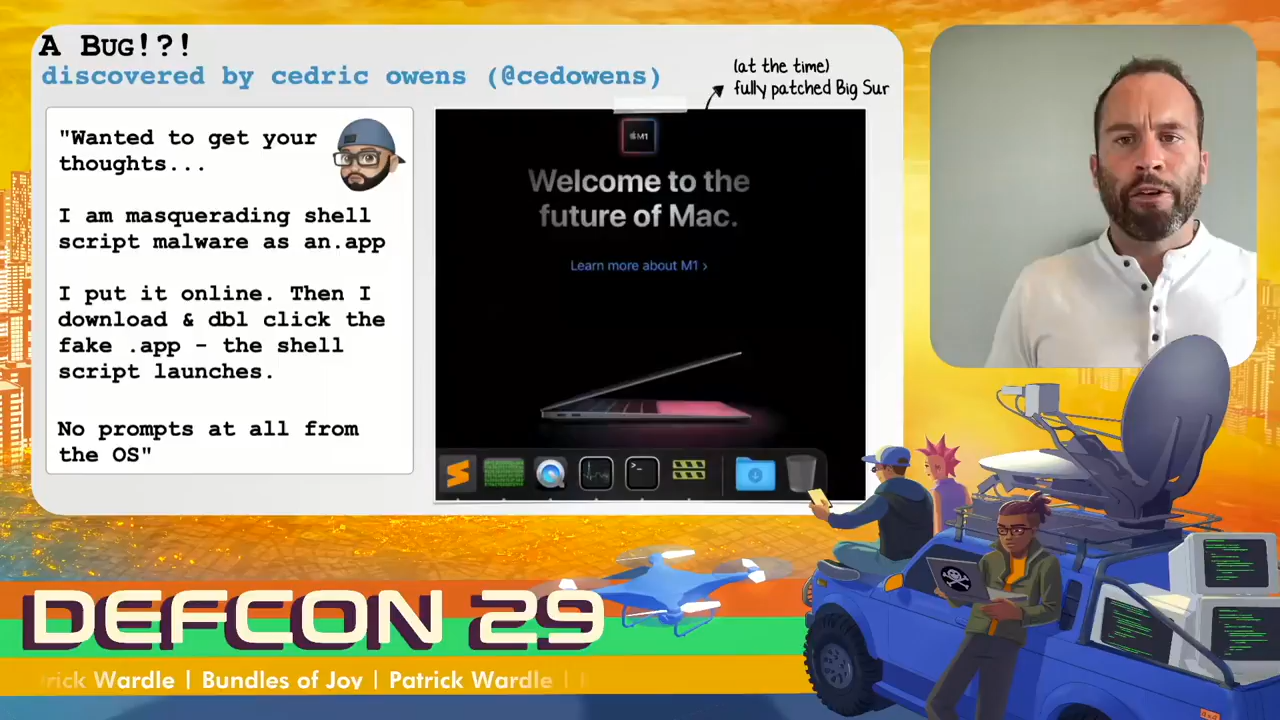 A Bug!?!
discovered by cedric owens (@cedowens)
(at the time)
fully patched Big Sur
"Wanted to get your
thoughts...
I am masquerading shell
script malware as an.app
I put it online. Then I
download & dbl click the
fake .app - the shell
script launches.
No prompts at all from
the OS"
M1
Welcome to the
future of Mac.
Learn more about M1 ›
>_
DEFCON 29
rick Wardle | Bundles of Joy | Patrick Wardle |